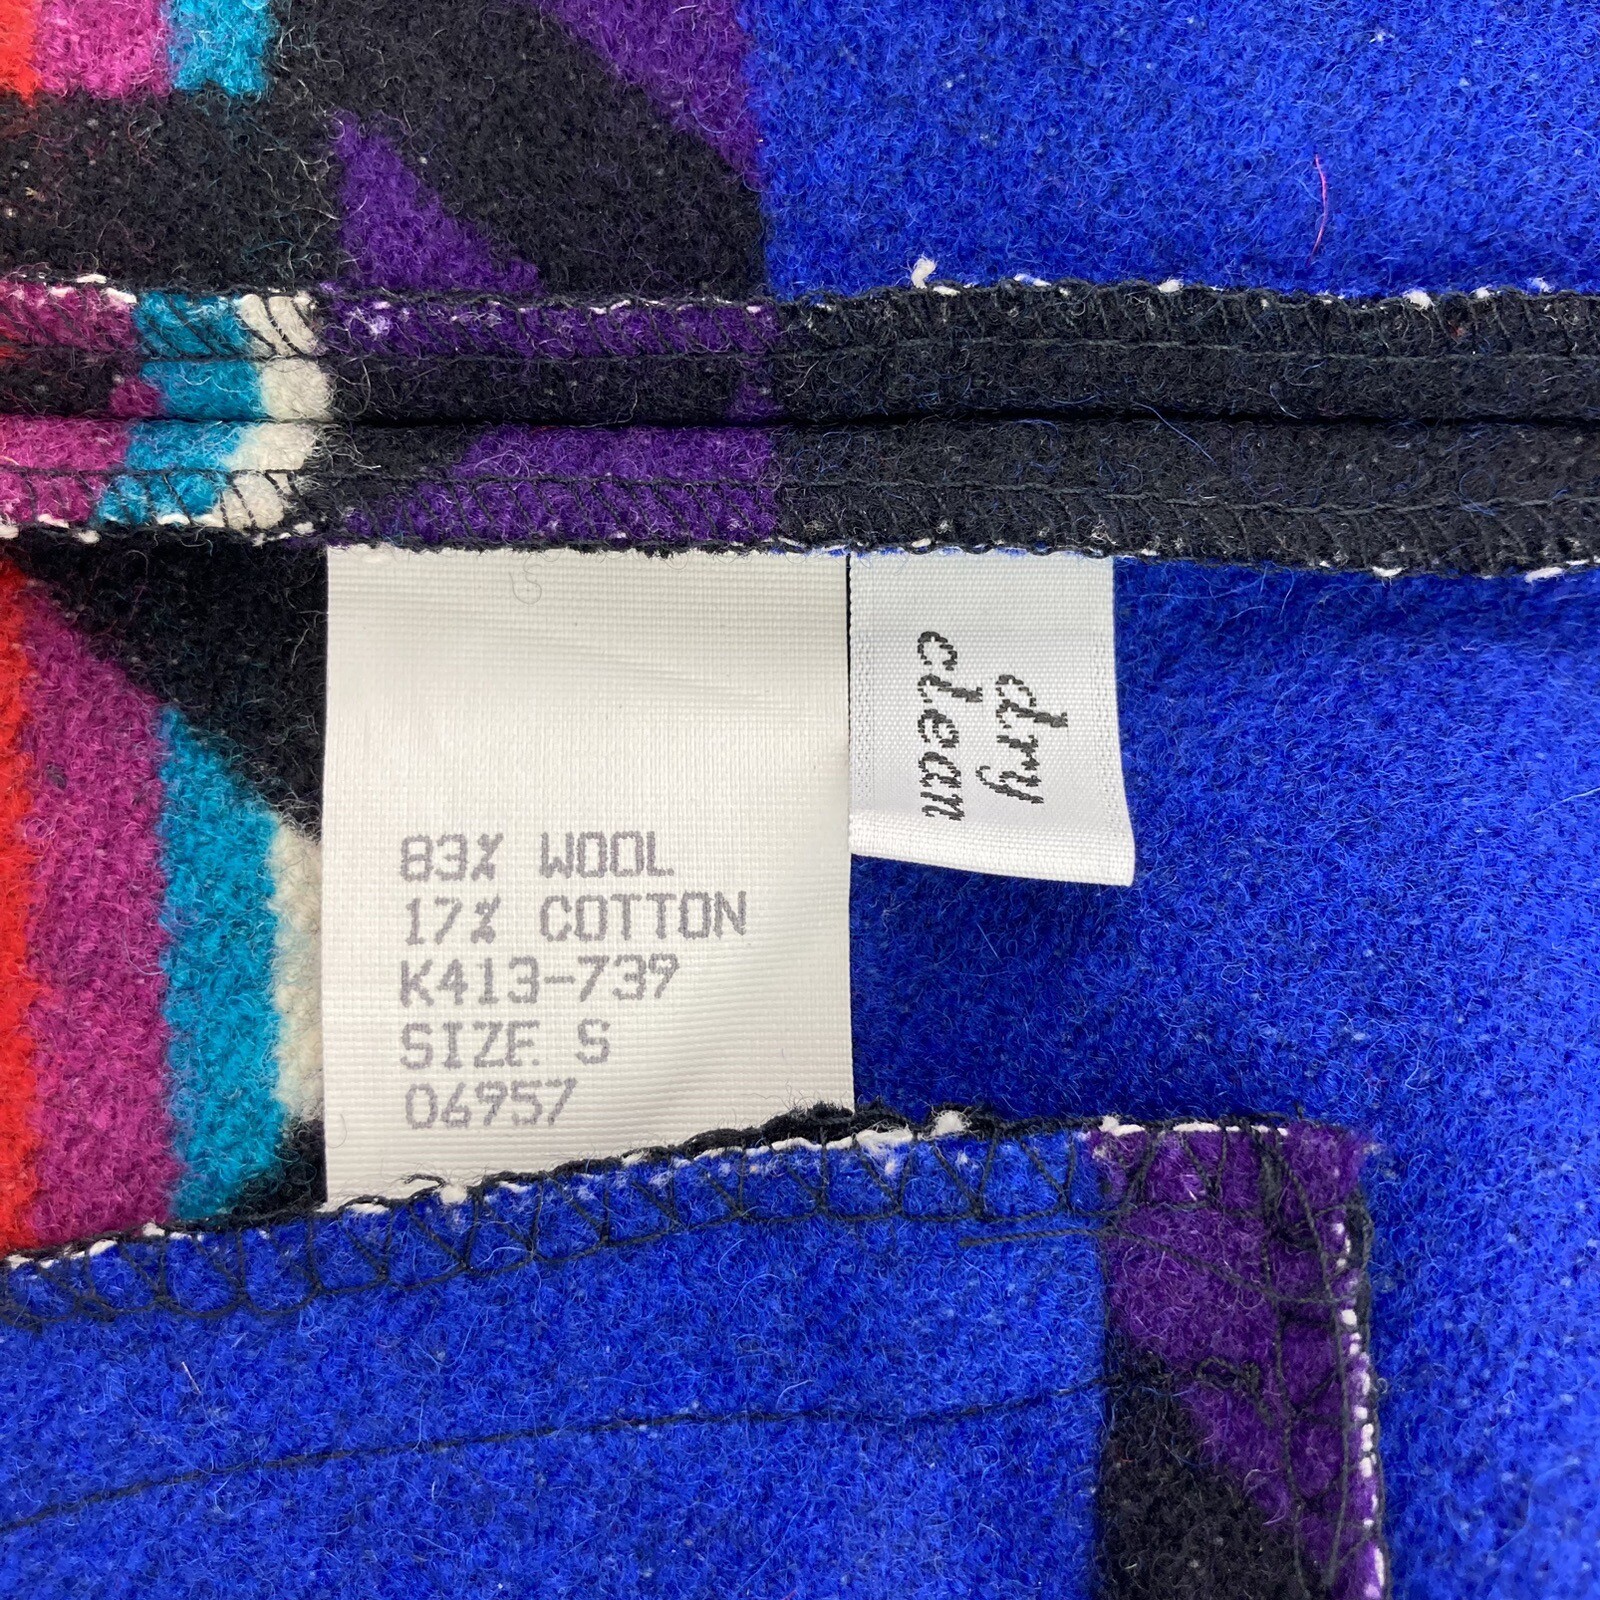 83% WOOL
17% COTTON
K413-739
SIZE S
06957
dry
clean